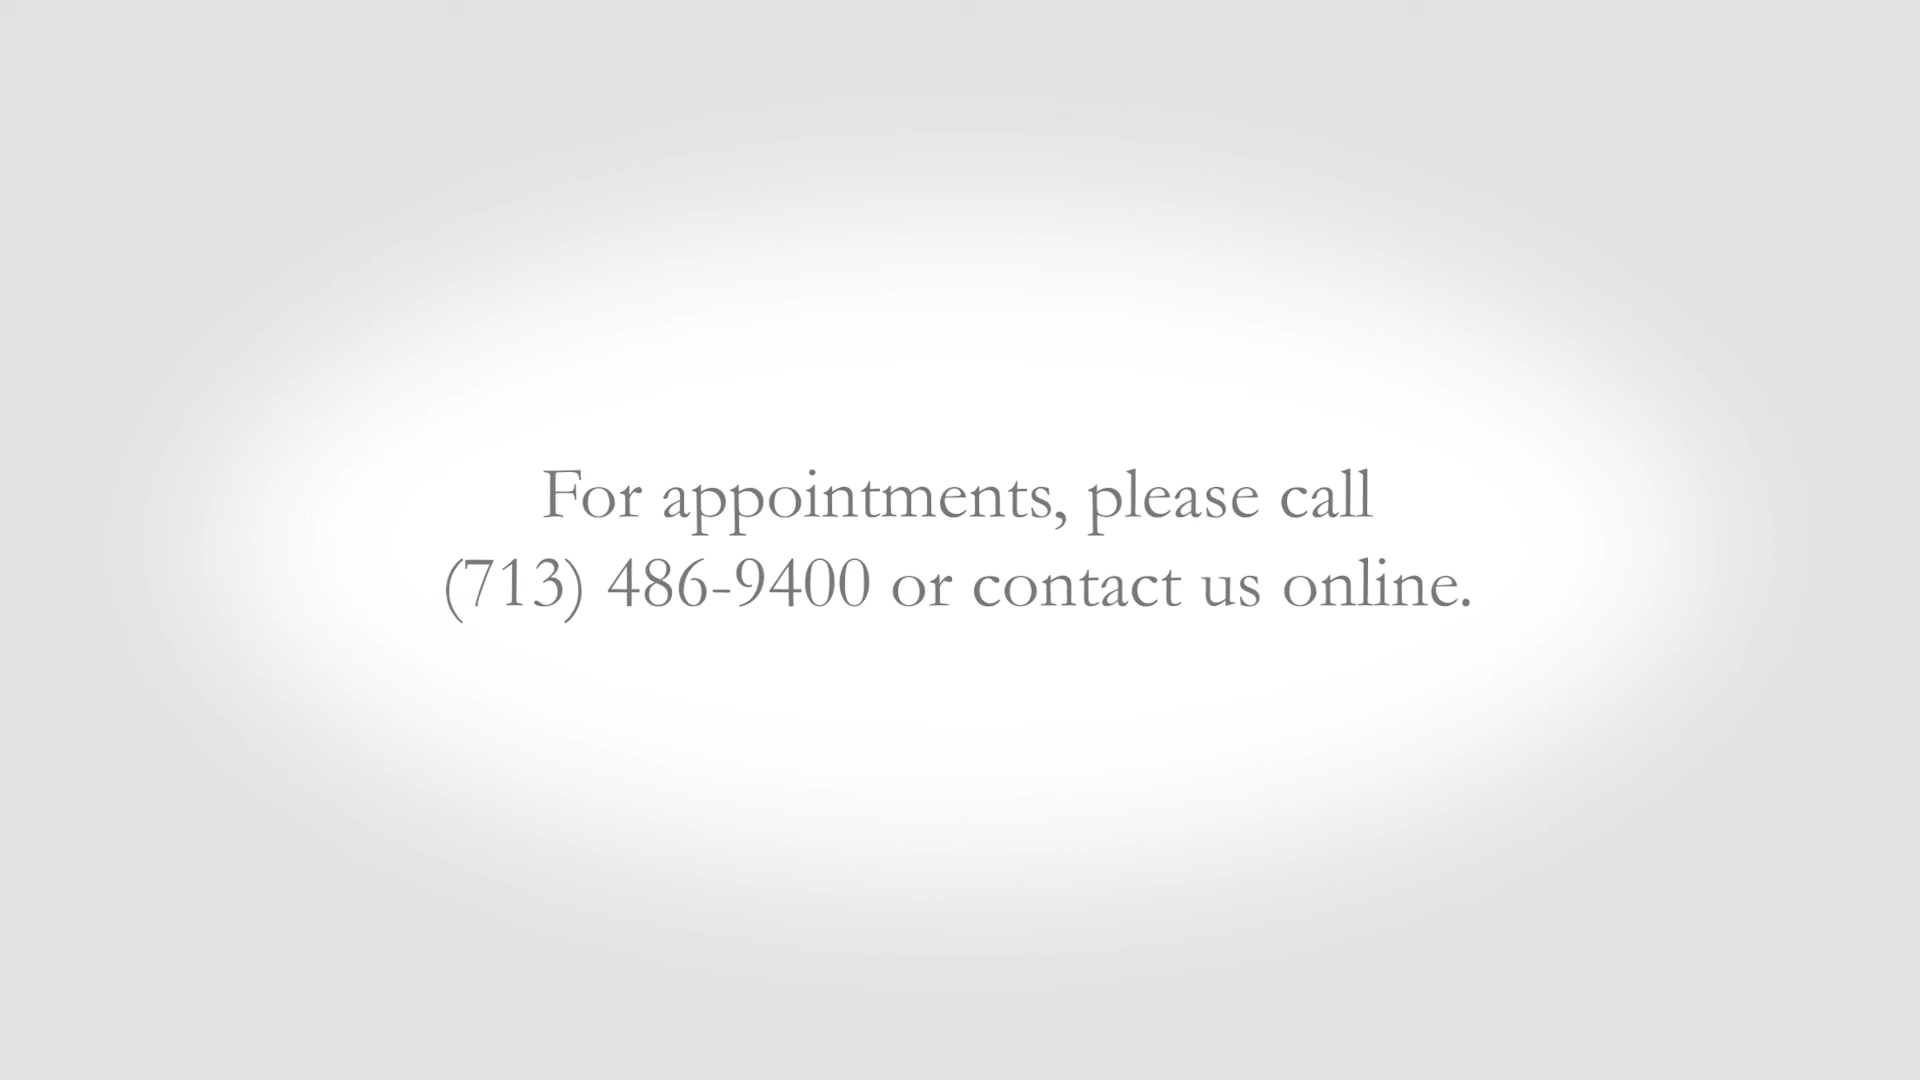 For appointments, please call
(713) 486-9400 or contact us online.